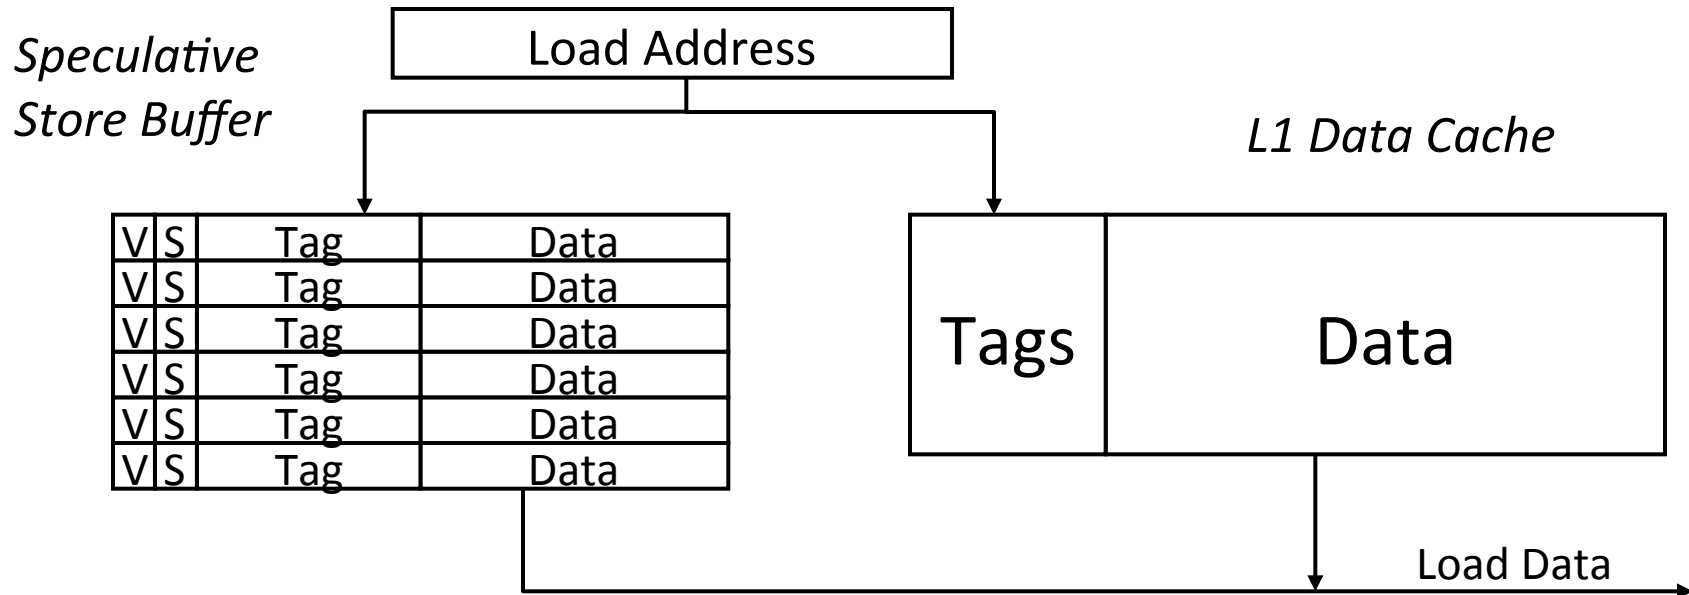 Speculative
Store Buffer
Load Address
L1 Data Cache
V S Tag Data
V S Tag Data
V S Tag Data
V S Tag Data
V S Tag Data
V S Tag Data
Tags Data
Load Data